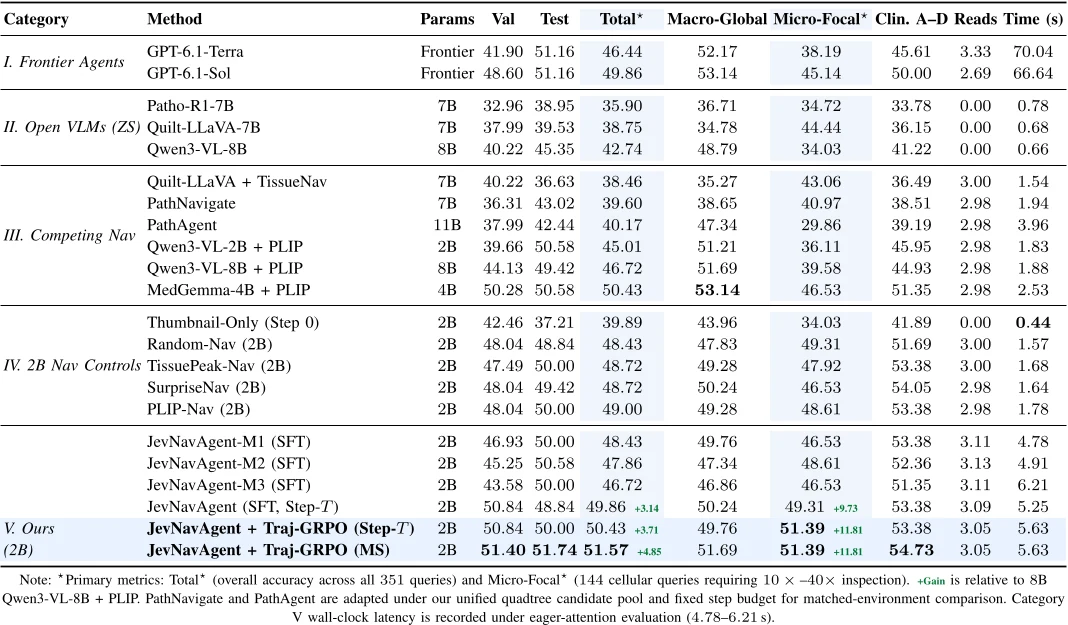 Category Method Params Val Test Total* Macro-Global Micro-Focal* Clin. A–D Reads Time (s)
I. Frontier Agents
GPT-6.1-Terra Frontier 41.90 51.16 46.44 52.17 38.19 45.61 3.33 70.04
GPT-6.1-Sol Frontier 48.60 51.16 49.86 53.14 45.14 50.00 2.69 66.64
II. Open VLMs (ZS)
Patho-R1-7B 7B 32.96 38.95 35.90 36.71 34.72 33.78 0.00 0.78
Quilt-LLaVA-7B 7B 37.99 39.53 38.75 34.78 44.44 36.15 0.00 0.68
Qwen3-VL-8B 8B 40.22 45.35 42.74 48.79 34.03 41.22 0.00 0.66
III. Competing Nav
Quilt-LLaVA + TissueNav 7B 40.22 36.63 38.46 35.27 43.06 36.49 3.00 1.54
PathNavigate 7B 36.31 43.02 39.60 38.65 40.97 38.51 2.98 1.94
PathAgent 11B 37.99 42.44 40.17 47.34 29.86 39.19 2.98 3.96
Qwen3-VL-2B + PLIP 2B 39.66 50.58 45.01 51.21 36.11 45.95 2.98 1.83
Qwen3-VL-8B + PLIP 8B 44.13 49.42 46.72 51.69 39.58 44.93 2.98 1.88
MedGemma-4B + PLIP 4B 50.28 50.58 50.43 53.14 46.53 51.35 2.98 2.53
IV. 2B Nav Controls
Thumbnail-Only (Step 0) 2B 42.46 37.21 39.89 43.96 34.03 41.89 0.00 0.44
Random-Nav (2B) 2B 48.04 48.84 48.43 47.83 49.31 51.69 3.00 1.57
TissuePeak-Nav (2B) 2B 47.49 50.00 48.72 49.28 47.92 53.38 3.00 1.68
SurpriseNav (2B) 2B 48.04 49.42 48.72 50.24 46.53 54.05 2.98 1.64
PLIP-Nav (2B) 2B 48.04 50.00 49.00 49.28 48.61 53.38 2.98 1.78
JevNavAgent-M1 (SFT) 2B 46.93 50.00 48.43 49.76 46.53 53.38 3.11 4.78
JevNavAgent-M2 (SFT) 2B 45.25 50.58 47.86 47.34 48.61 52.36 3.13 4.91
JevNavAgent-M3 (SFT) 2B 43.58 50.00 46.72 46.86 46.53 51.35 3.11 6.21
JevNavAgent (SFT, Step-T) 2B 50.84 48.84 49.86 +3.14 50.24 49.31 +9.73 53.38 3.09 5.25
V. Ours JevNavAgent + Traj-GRPO (Step-T) 2B 50.84 50.00 50.43 +3.71 49.76 51.39 +11.81 53.38 3.05 5.63
(2B) JevNavAgent + Traj-GRPO (MS) 2B 51.40 51.74 51.57 +4.85 51.69 51.39 +11.81 54.73 3.05 5.63
Note: *Primary metrics: Total* (overall accuracy across all 351 queries) and Micro-Focal* (144 cellular queries requiring 10 × –40× inspection). +Gain is relative to 8B
Qwen3-VL-8B + PLIP. PathNavigate and PathAgent are adapted under our unified quadtree candidate pool and fixed step budget for matched-environment comparison. Category
V wall-clock latency is recorded under eager-attention evaluation (4.78–6.21 s).